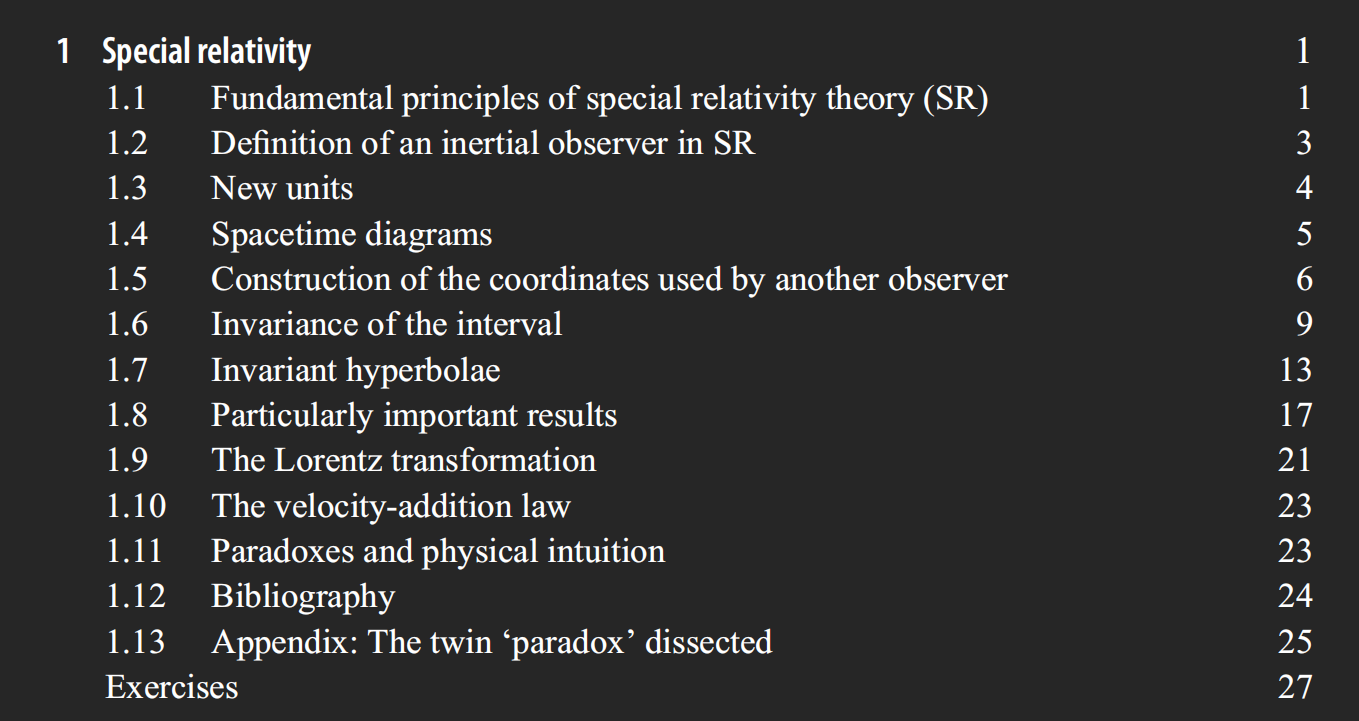 1 Special relativity 1
1.1 Fundamental principles of special relativity theory (SR) 1
1.2 Definition of an inertial observer in SR 3
1.3 New units 4
1.4 Spacetime diagrams 5
1.5 Construction of the coordinates used by another observer 6
1.6 Invariance of the interval 9
1.7 Invariant hyperbolae 13
1.8 Particularly important results 17
1.9 The Lorentz transformation 21
1.10 The velocity-addition law 23
1.11 Paradoxes and physical intuition 23
1.12 Bibliography 24
1.13 Appendix: The twin ‘paradox’ dissected 25
Exercises 27